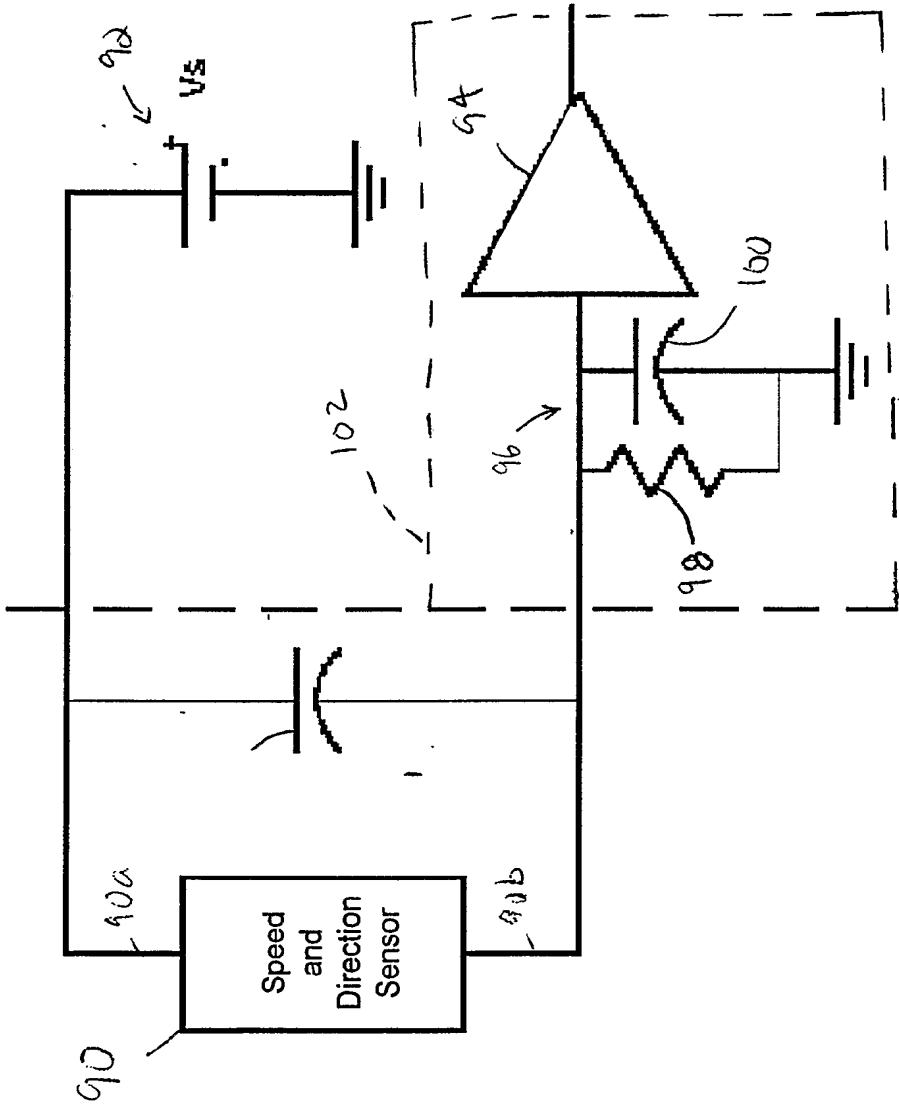 92
Vs
+
94
102
96
100
98
90a
90b
90
Speed
and
Direction
Sensor